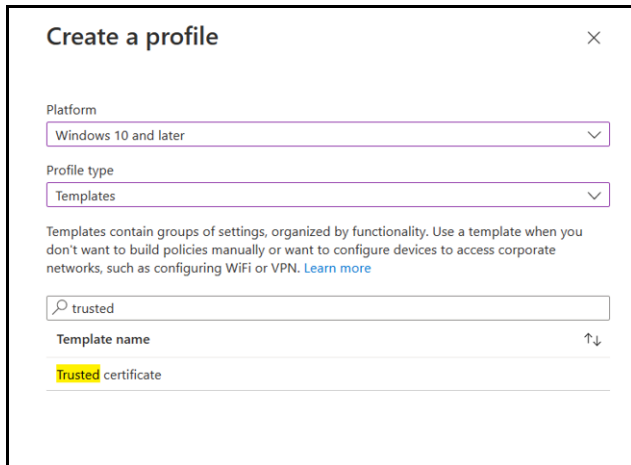 Create a profile
Platform
Windows 10 and later
Profile type
Templates
Templates contain groups of settings, organized by functionality. Use a template when you
don't want to build policies manually or want to configure devices to access corporate
networks, such as configuring WiFi or VPN. Learn more
trusted
Template name
Trusted certificate